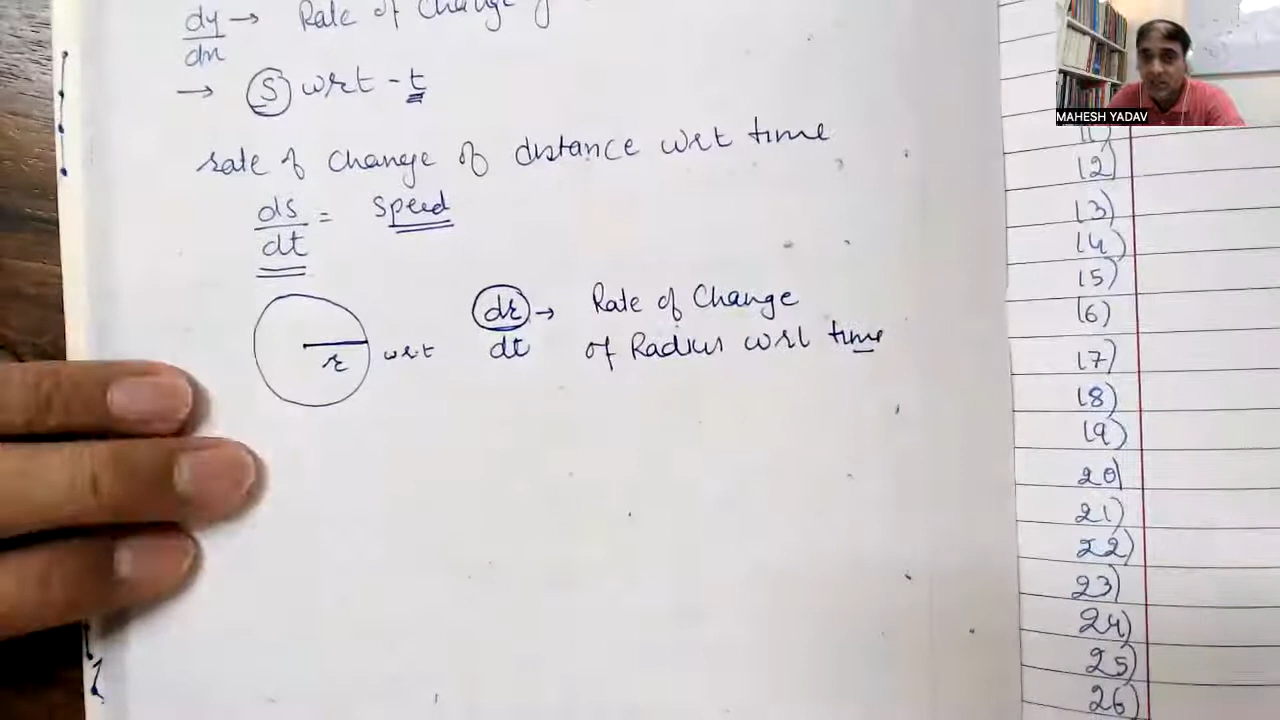 dy → Rate of Change
dx
→ S wrt - t
rate of Change of distance wrt time
ds = speed
dt
dr → Rate of Change
r wrt dt of Radius wrt time
MAHESH YADAV
11)
12)
13)
14)
15)
16)
17)
18)
19)
20)
21)
22)
23)
24)
25)
26)